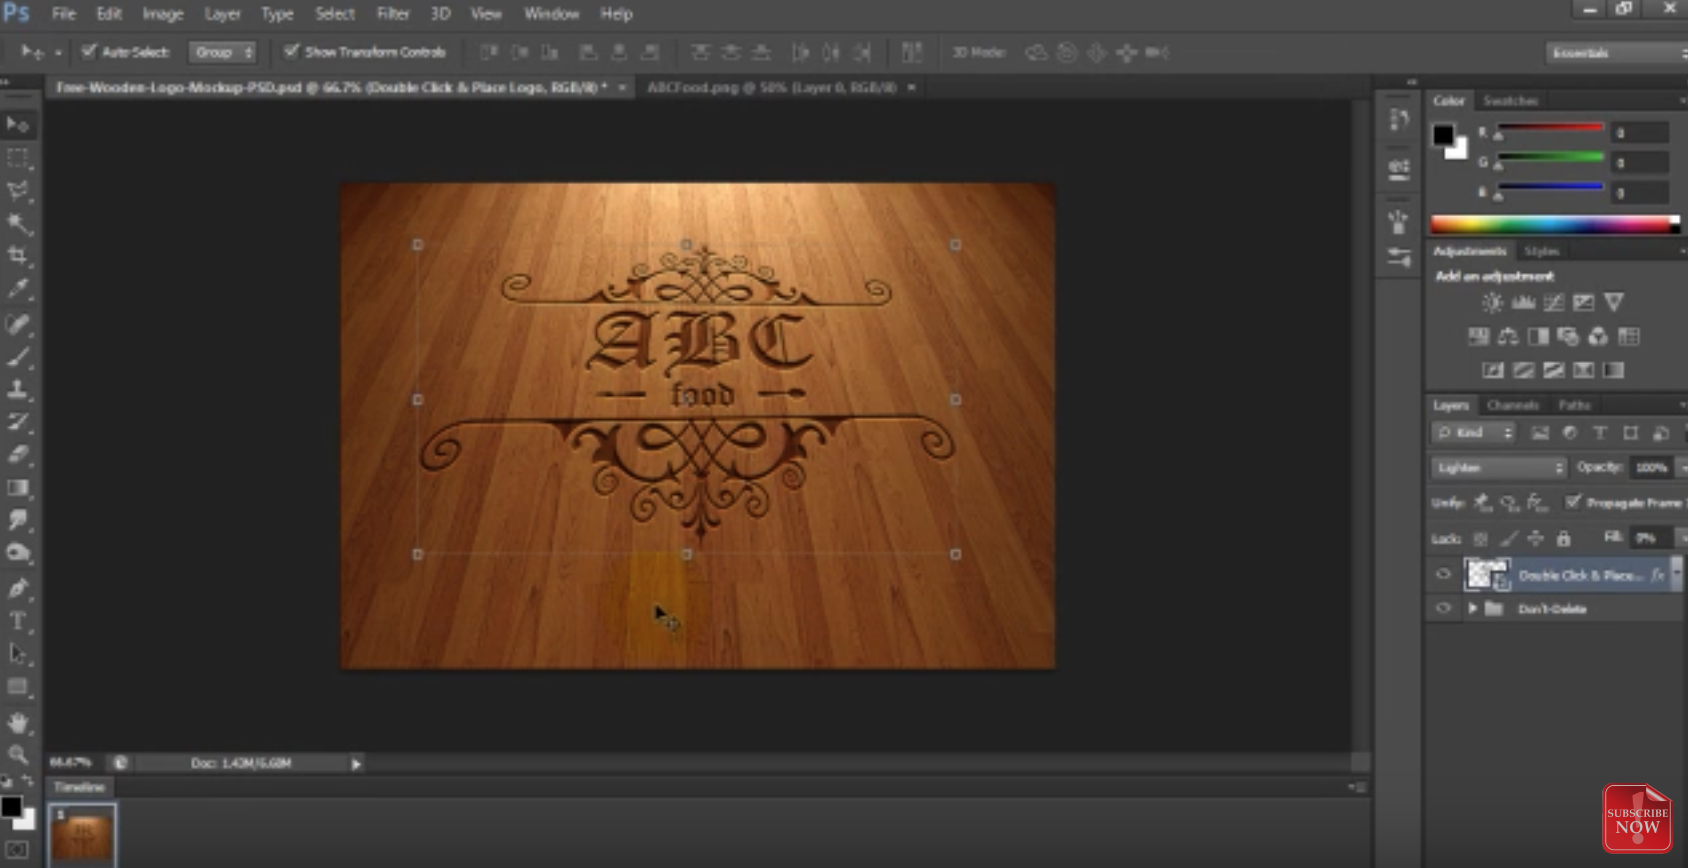 Ps File Edit Image Layer Type Select Filter 3D View Window Help
Auto-Select: Group Show Transform Controls 3D Mode: Essentials
Free-Wooden-Logo-Mockup-PSD.psd @ 66.7% (Double Click & Place Logo, RGB/8) * × ABCFood.png @ 50% (Layer 0, RGB/8) ×
Color Swatches
R 0
G 0
B 0
Adjustments Styles
Add an adjustment
ABC
food
Layers Channels Paths
Kind
Lighten Opacity: 100%
Unify: Propagate Frame 1
Lock: Fill: 0%
Double Click & Place... fx
Don't-Delete
66.67% Doc: 1.43M/6.68M
Timeline
1
SUBSCRIBE
NOW